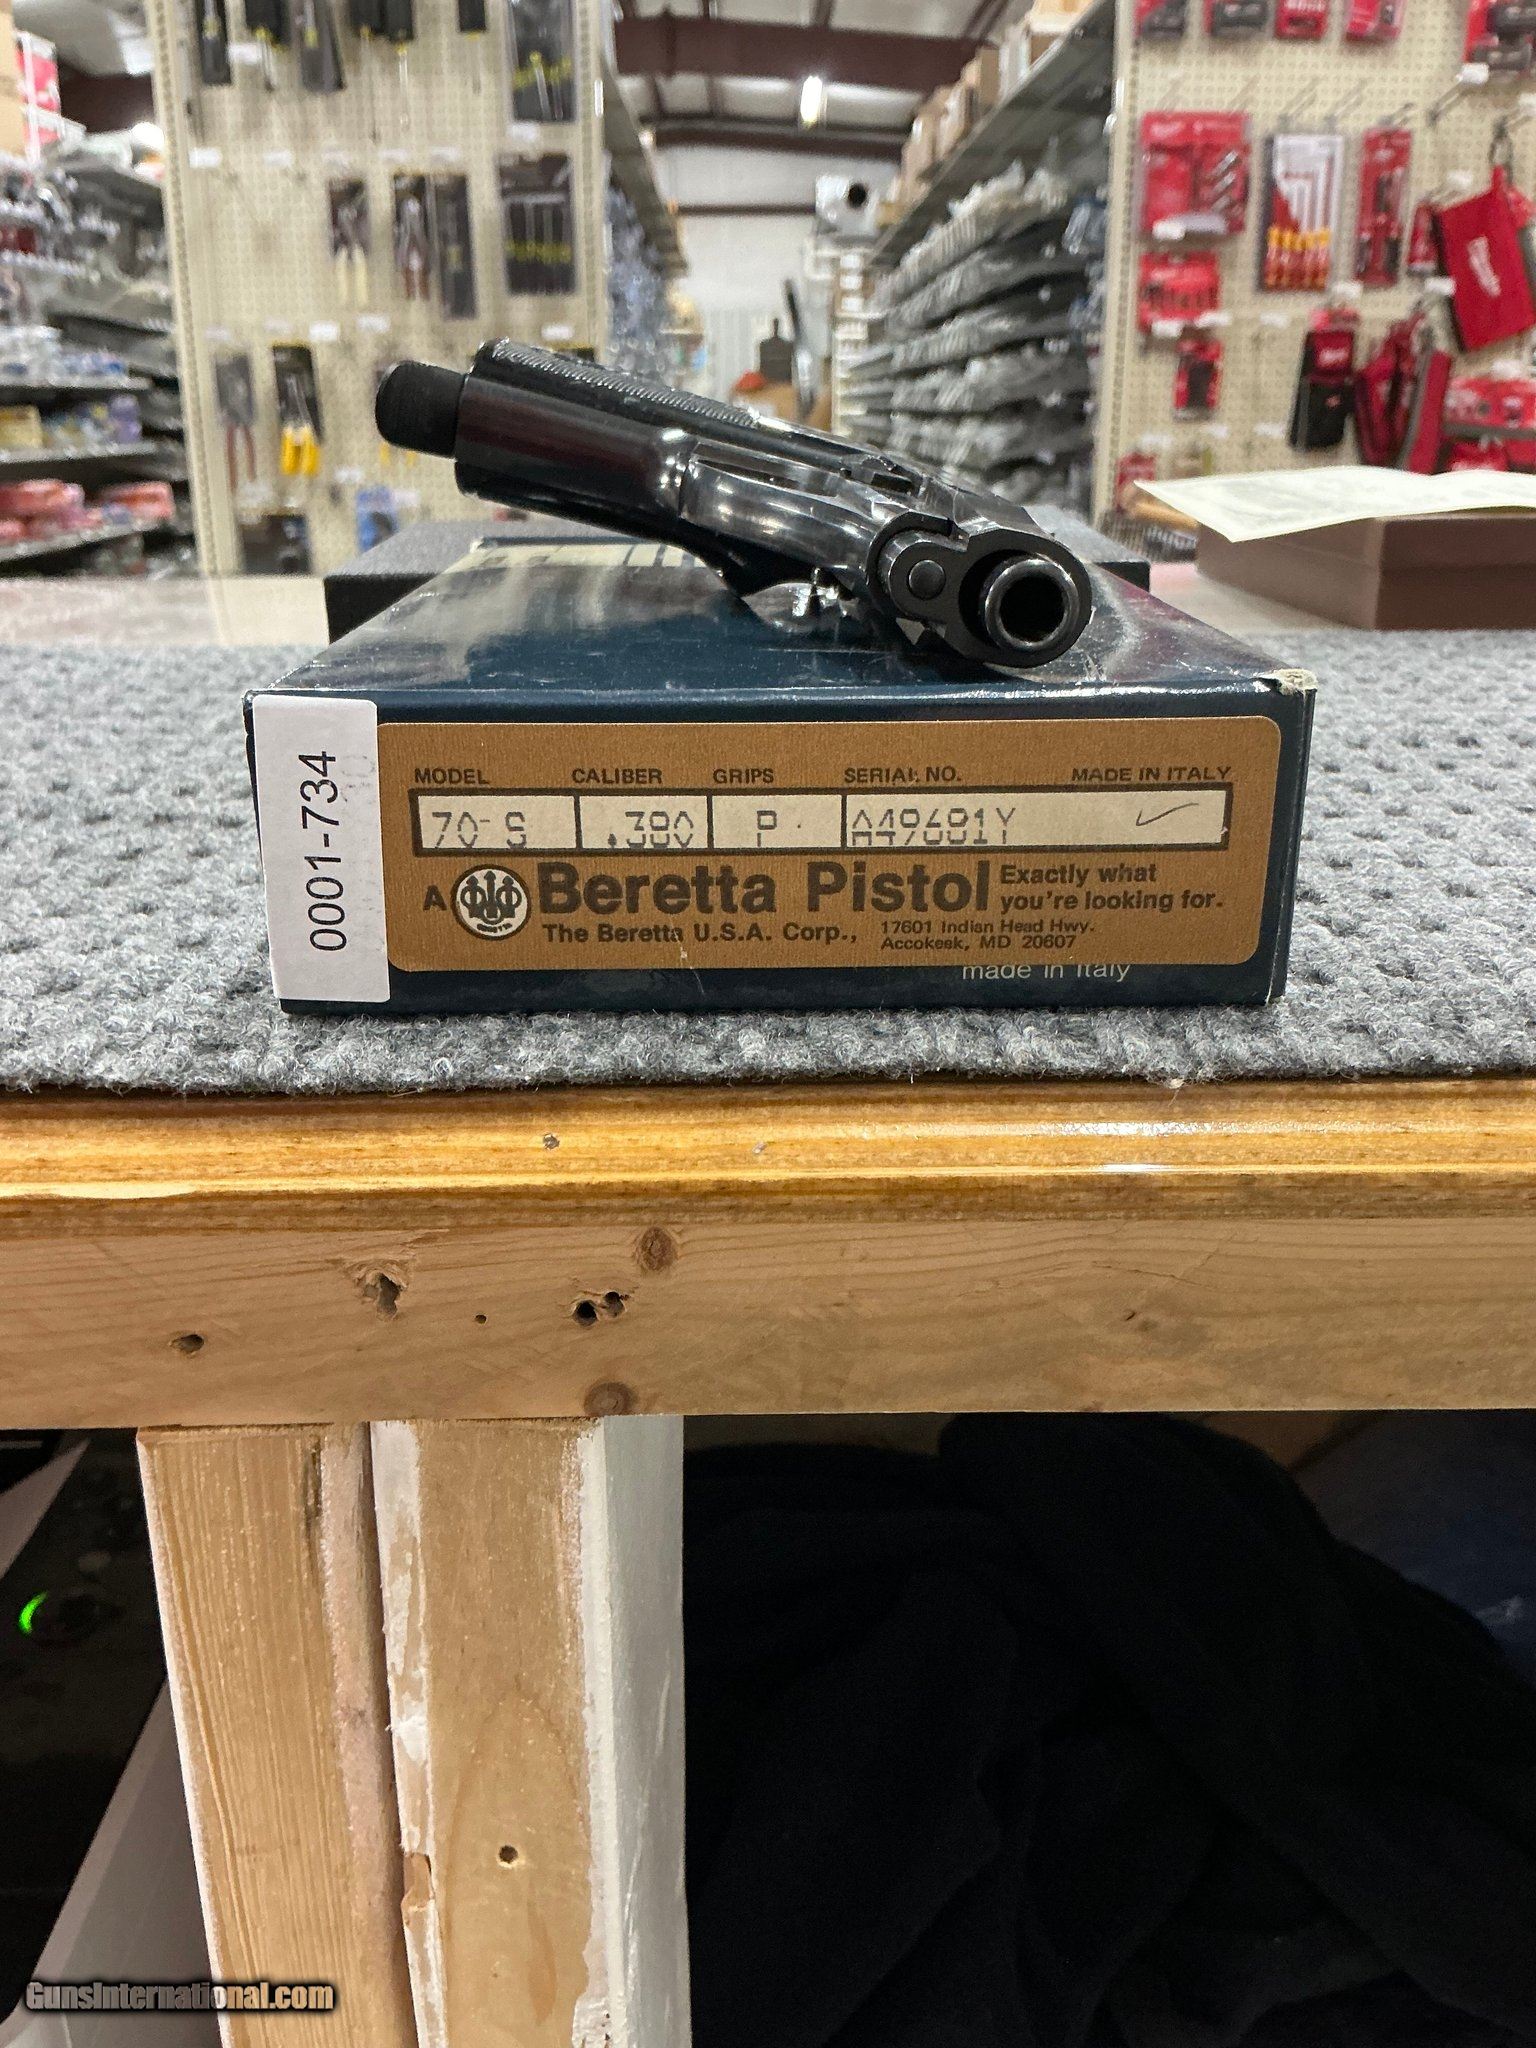 0001-734
MODEL CALIBER GRIPS SERIAL NO. MADE IN ITALY
70-S .380 P A49681Y
A Beretta Pistol Exactly what you're looking for.
The Beretta U.S.A. Corp., 17601 Indian Head Hwy.
Accokeek, MD 20607
made in Italy
GunsInternational.com